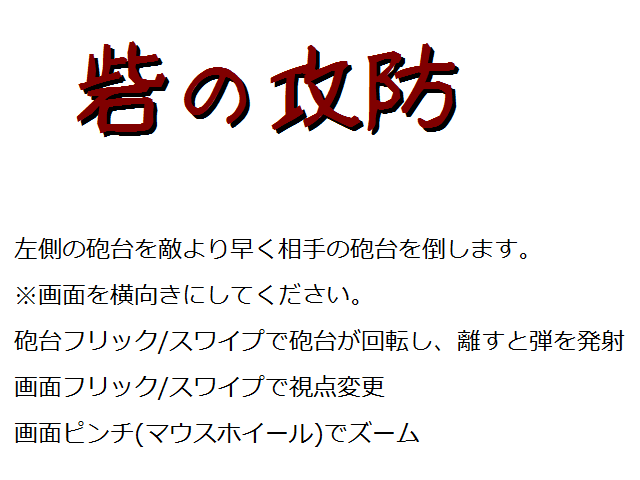 砦の攻防
左側の砲台を敵より早く相手の砲台を倒します。
※画面を横向きにしてください。
砲台フリック/スワイプで砲台が回転し、離すと弾を発射
画面フリック/スワイプで視点変更
画面ピンチ(マウスホイール)でズーム